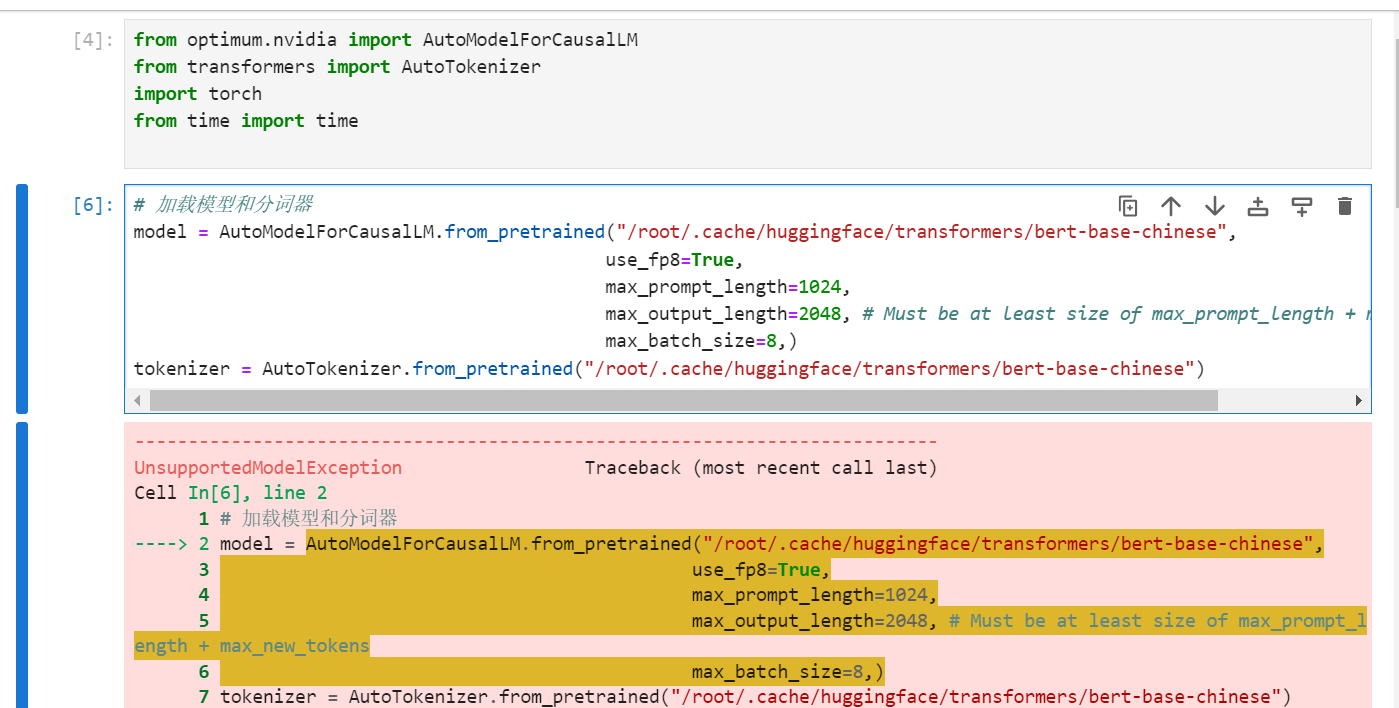 [4]:
from optimum.nvidia import AutoModelForCausalLM
from transformers import AutoTokenizer
import torch
from time import time
[6]:
# 加载模型和分词器
model = AutoModelForCausalLM.from_pretrained("/root/.cache/huggingface/transformers/bert-base-chinese",
use_fp8=True,
max_prompt_length=1024,
max_output_length=2048, # Must be at least size of max_prompt_length +
max_batch_size=8,)
tokenizer = AutoTokenizer.from_pretrained("/root/.cache/huggingface/transformers/bert-base-chinese")
---------------------------------------------------------------------------
UnsupportedModelException Traceback (most recent call last)
Cell In[6], line 2
1 # 加载模型和分词器
----> 2 model = AutoModelForCausalLM.from_pretrained("/root/.cache/huggingface/transformers/bert-base-chinese",
3 use_fp8=True,
4 max_prompt_length=1024,
5 max_output_length=2048, # Must be at least size of max_prompt_l
ength + max_new_tokens
6 max_batch_size=8,)
7 tokenizer = AutoTokenizer.from_pretrained("/root/.cache/huggingface/transformers/bert-base-chinese")